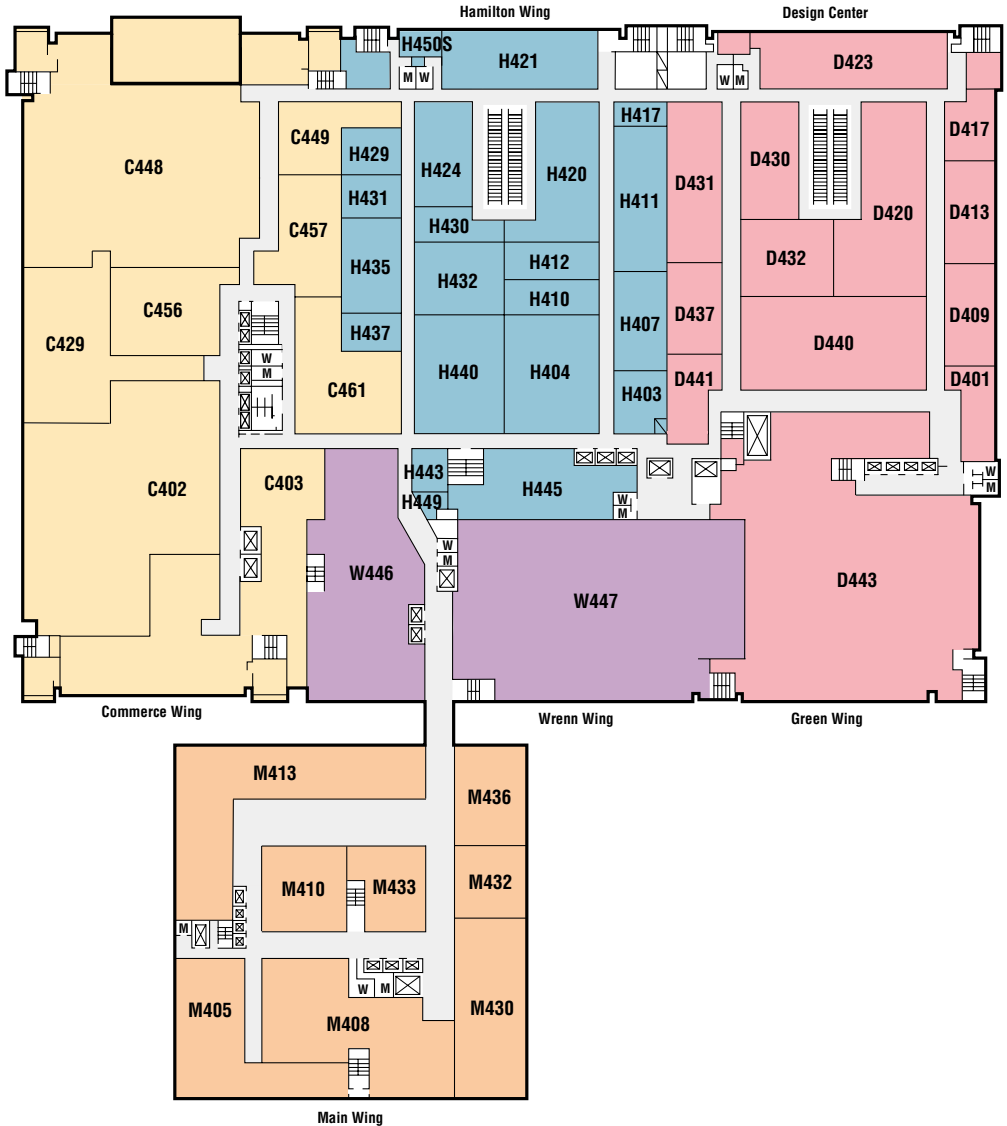 Hamilton Wing
Design Center
H450S
H421
D423
M W
W M
C448
C449
H429
H424
H420
H417
D431
D430
D417
D420
H431
H411
D413
C457
H430
H435
H432
H412
D432
C456
H410
D409
C429
H437
H407
D437
D440
W
M
C461
H440
H404
H403
D441
D401
C402
C403
H443
H445
H449
W
M
W
M
W446
W
M
W447
D443
Commerce Wing
Wrenn Wing
Green Wing
M413
M436
M410
M433
M432
M
M405
W M
M408
M430
Main Wing